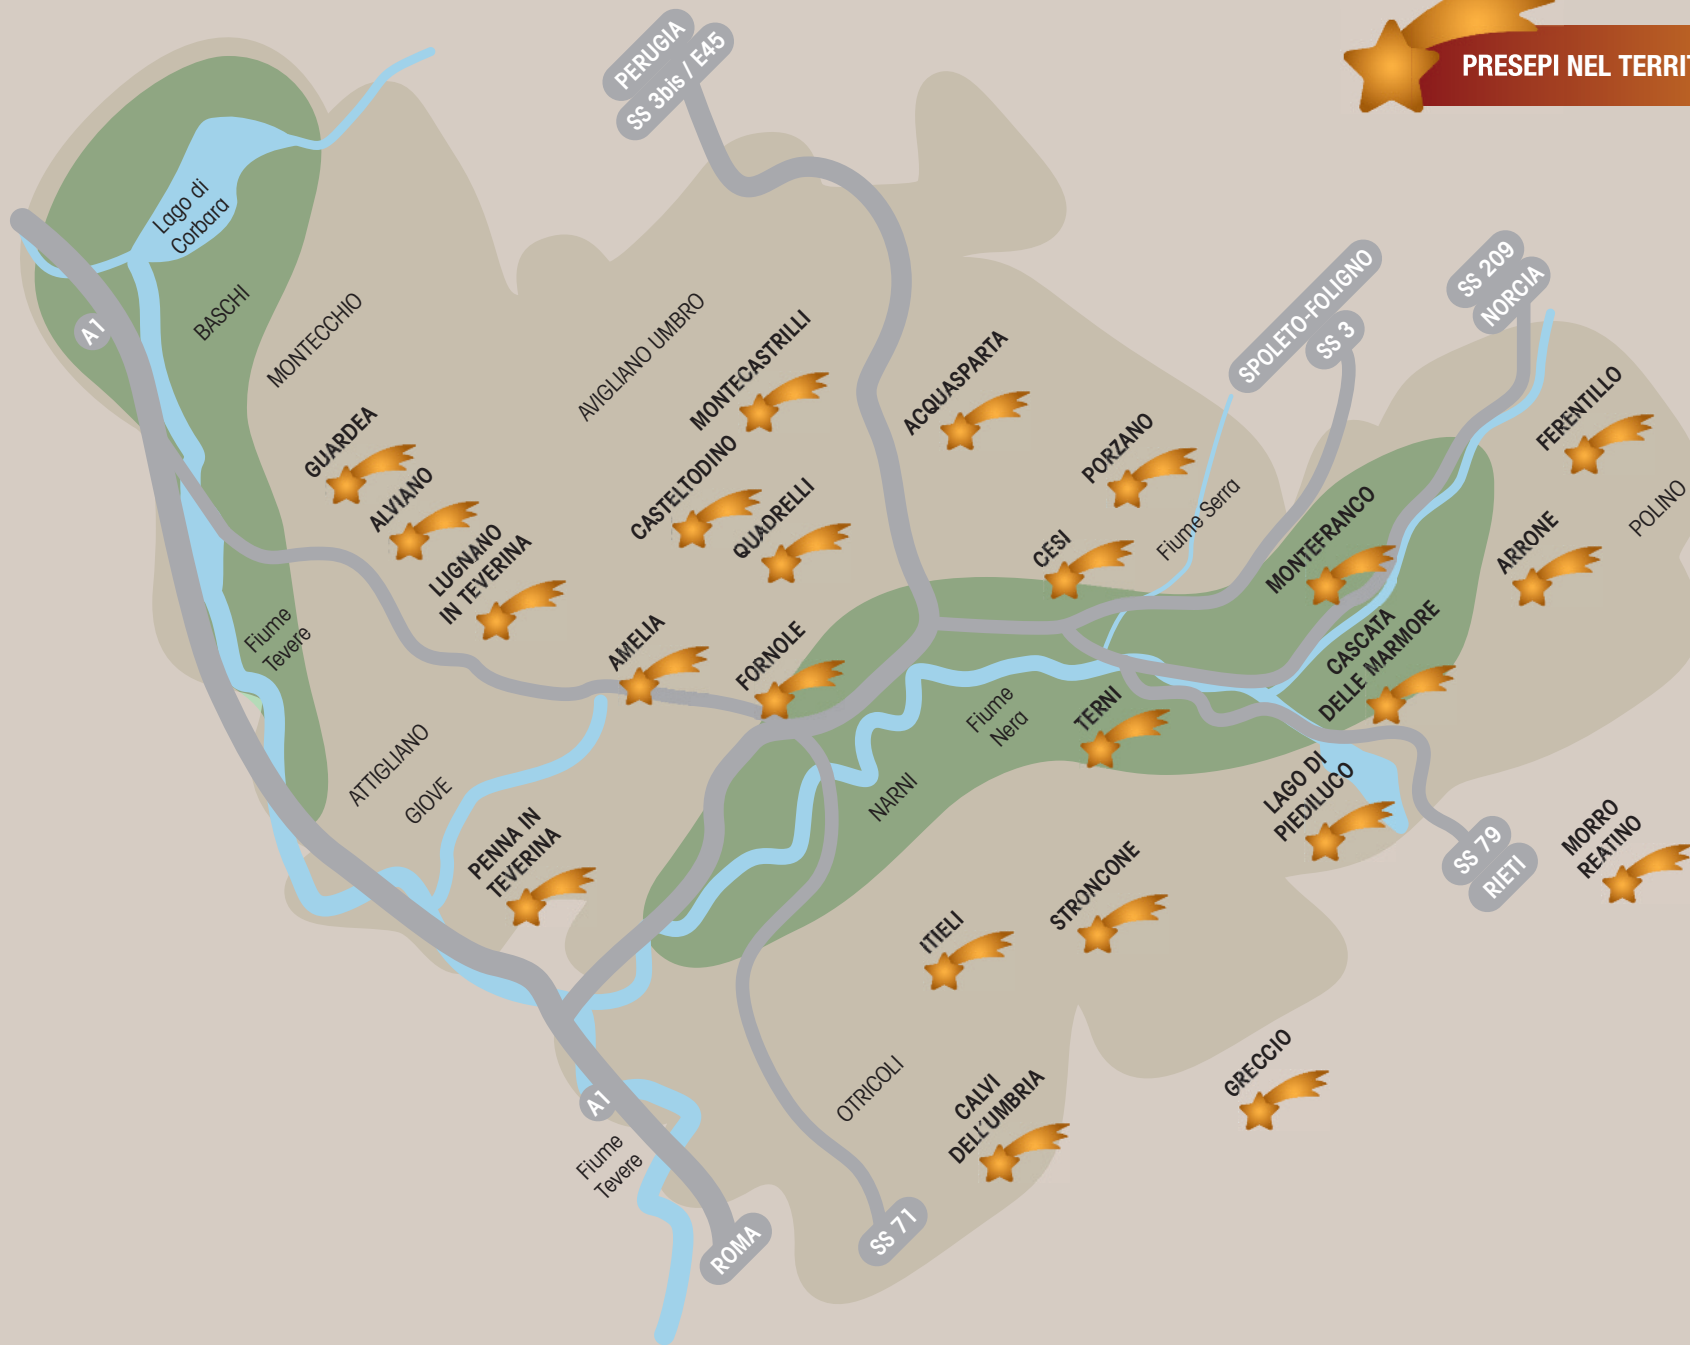 PERUGIA
SS 3bis / E45
PRESEPI NEL TERRIT
Lago di
Corbara
A1
BASCHI
MONTECCHIO
AVIGLIANO UMBRO
MONTECASTRILLI
ACQUASPARTA
SPOLETO-FOLIGNO
SS 3
SS 209
NORCIA
FERENTILLO
POLINO
GUARDEA
ALVIANO
LUGNANO
IN TEVERINA
CASTELTODINO
QUADRELLI
PORZANO
CESI
Fiume Serra
MONTEFRANCO
ARRONE
Fiume
Tevere
AMELIA
FORNOLE
Fiume
Nera
TERNI
CASCATA
DELLE MARMORE
ATTIGLIANO
GIOVE
NARNI
LAGO DI
PIEDILUCO
PENNA IN
TEVERINA
STRONCONE
ITIELI
SS 79
RIETI
MORRO
REATINO
OTRICOLI
CALVI
DELL'UMBRIA
GRECCIO
A1
Fiume
Tevere
ROMA
SS 71